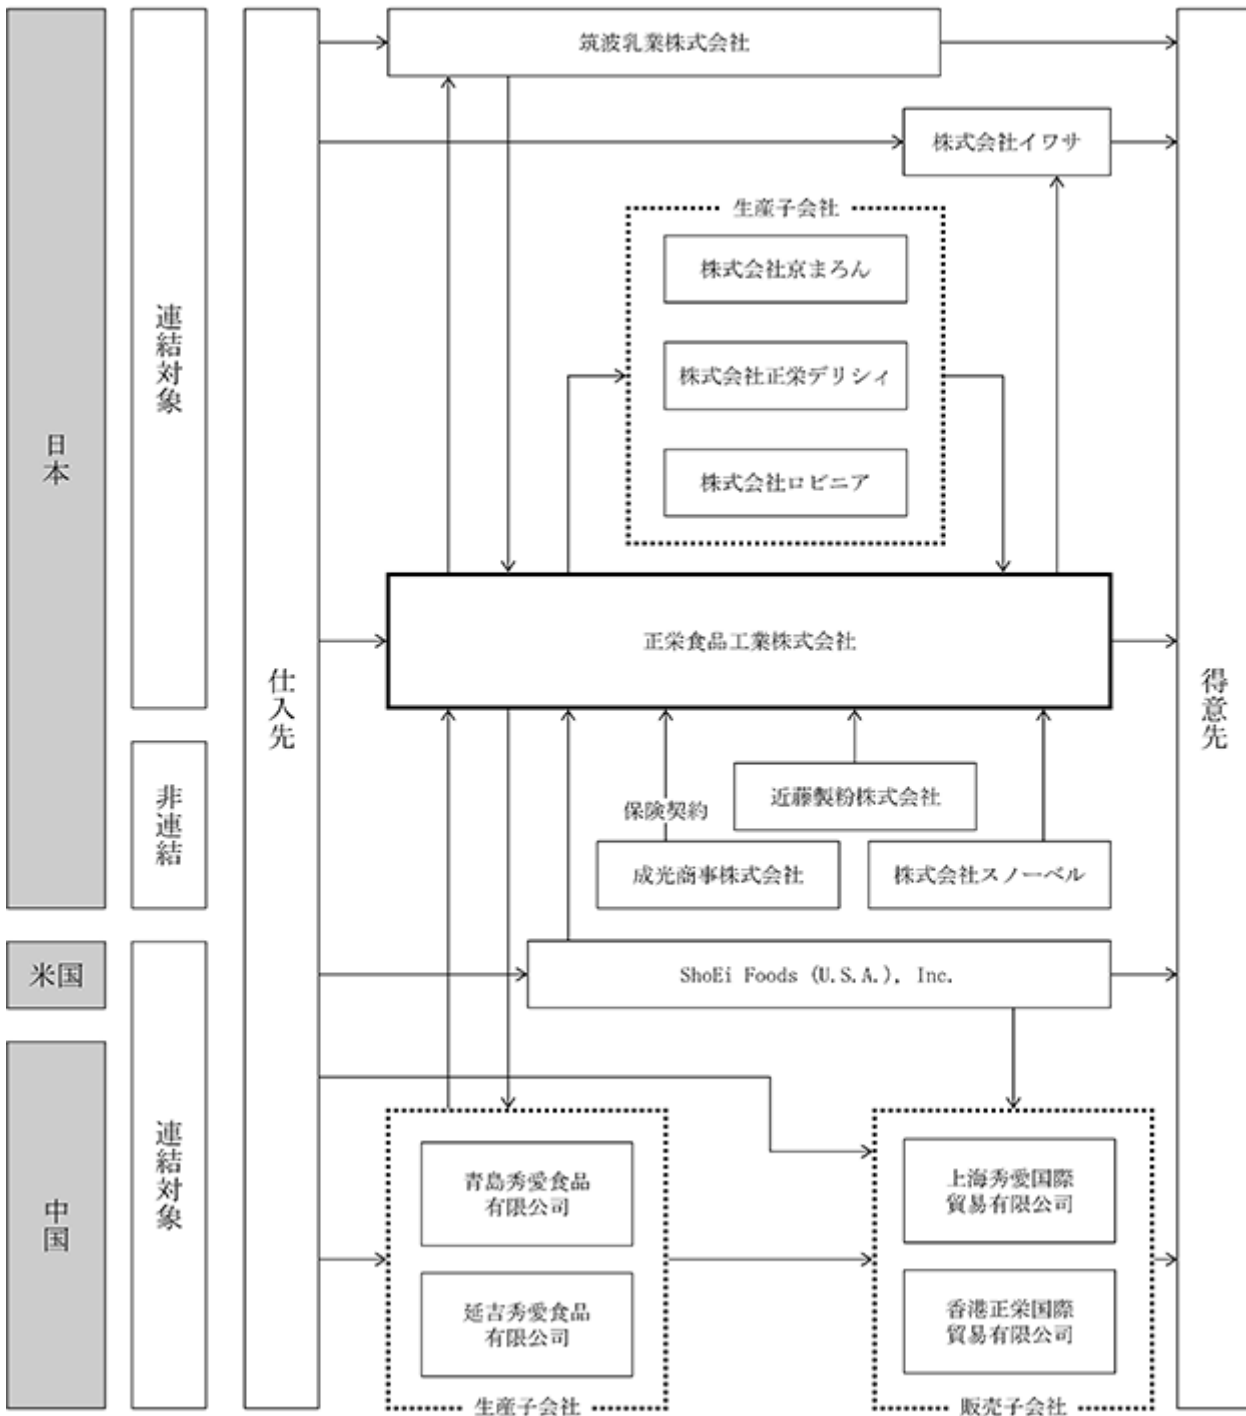 筑波乳業株式会社
株式会社イワサ
生産子会社
株式会社京まろん
連結対象
株式会社正栄デリシィ
日本
株式会社ロビニア
正栄食品工業株式会社
仕入先
得意先
非連結
近藤製粉株式会社
保険契約
成光商事株式会社
株式会社スノーベル
米国
ShoEi Foods (U.S.A.), Inc.
連結対象
中国
青島秀愛食品
有限公司
上海秀愛国際
貿易有限公司
延吉秀愛食品
有限公司
香港正栄国際
貿易有限公司
生産子会社
販売子会社